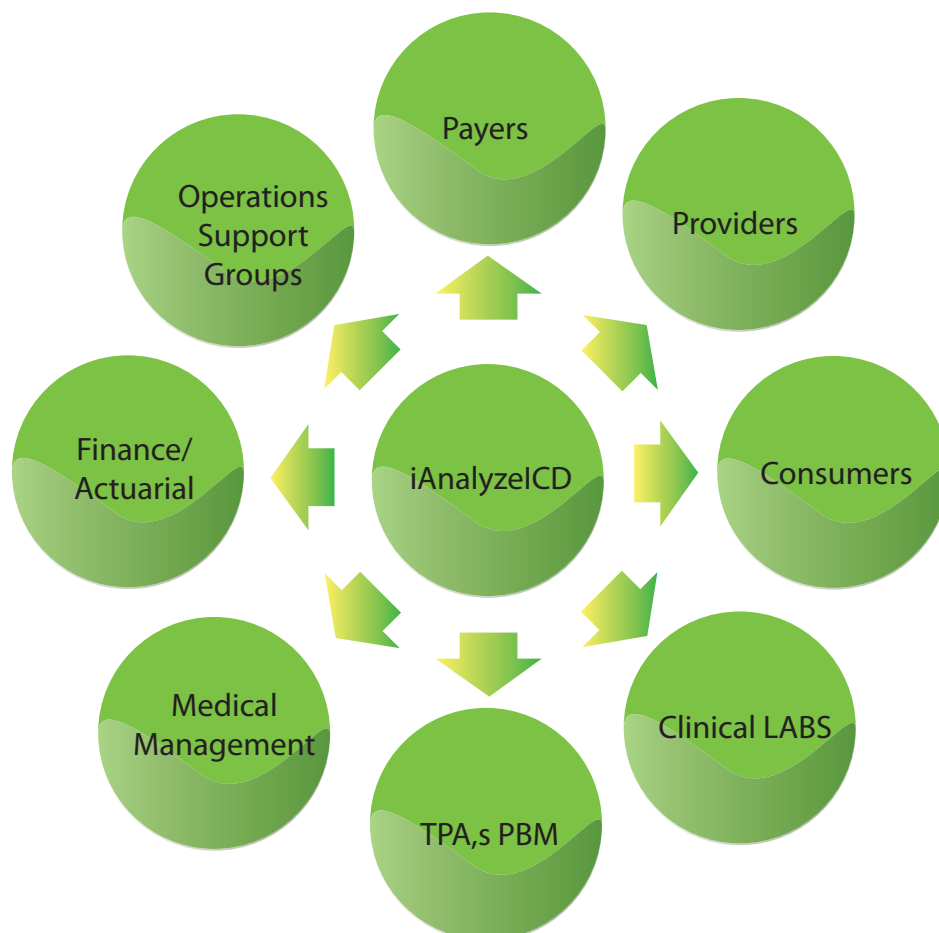 Payers
Operations
Support
Groups
Providers
Finance/
Actuarial
iAnalyzeICD
Consumers
Medical
Management
Clinical LABS
TPA,s PBM